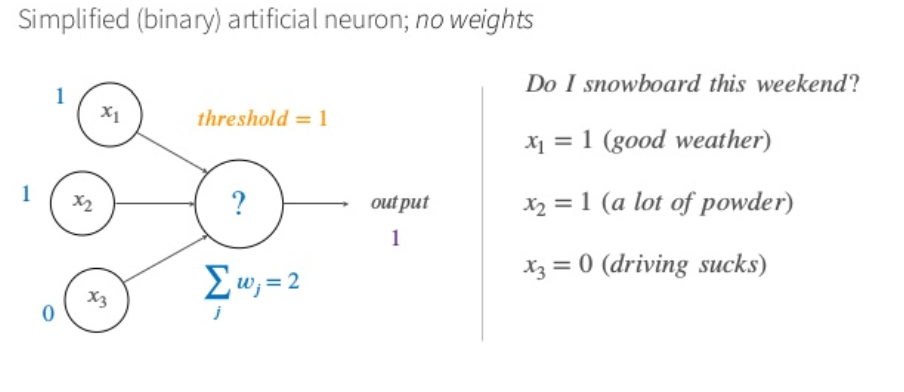 Simplified (binary) artificial neuron; no weights
1
x₁
threshold = 1
1
x₂
?
output
1
x₃
0
∑ⱼ wⱼ = 2
Do I snowboard this weekend?
x₁ = 1 (good weather)
x₂ = 1 (a lot of powder)
x₃ = 0 (driving sucks)